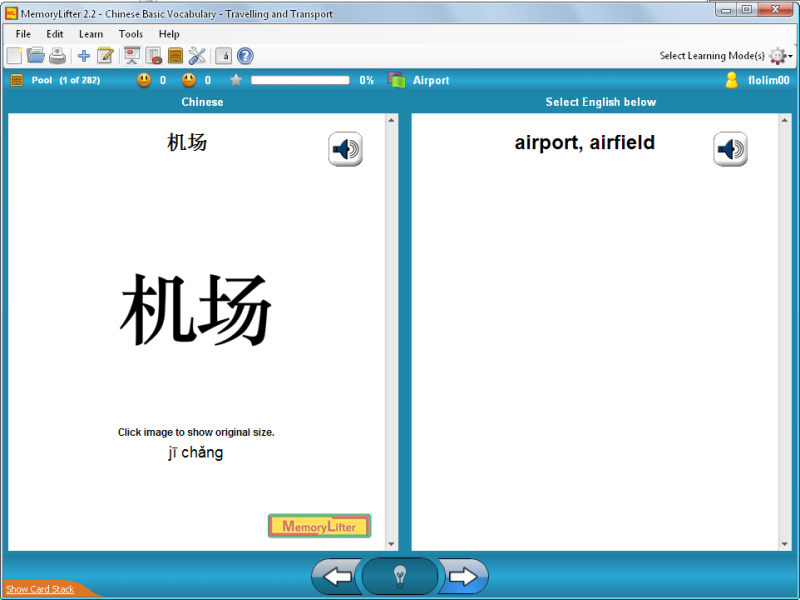 MemoryLifter 2.2 - Chinese Basic Vocabulary - Travelling and Transport
File Edit Learn Tools Help
Select Learning Mode(s)
Pool (1 of 282) 0 0 0% Airport flolim00
Chinese
Select English below
机场
airport, airfield
机场
Click image to show original size.
jī chǎng
MemoryLifter
Show Card Stack